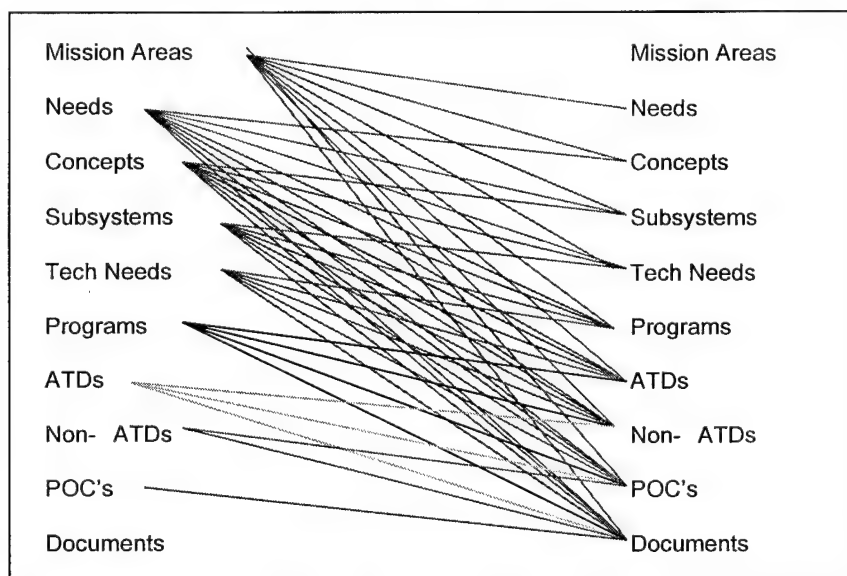 Mission Areas Mission Areas
Needs Needs
Concepts Concepts
Subsystems Subsystems
Tech Needs Tech Needs
Programs Programs
ATDs ATDs
Non- ATDs Non- ATDs
POC's POC's
Documents Documents